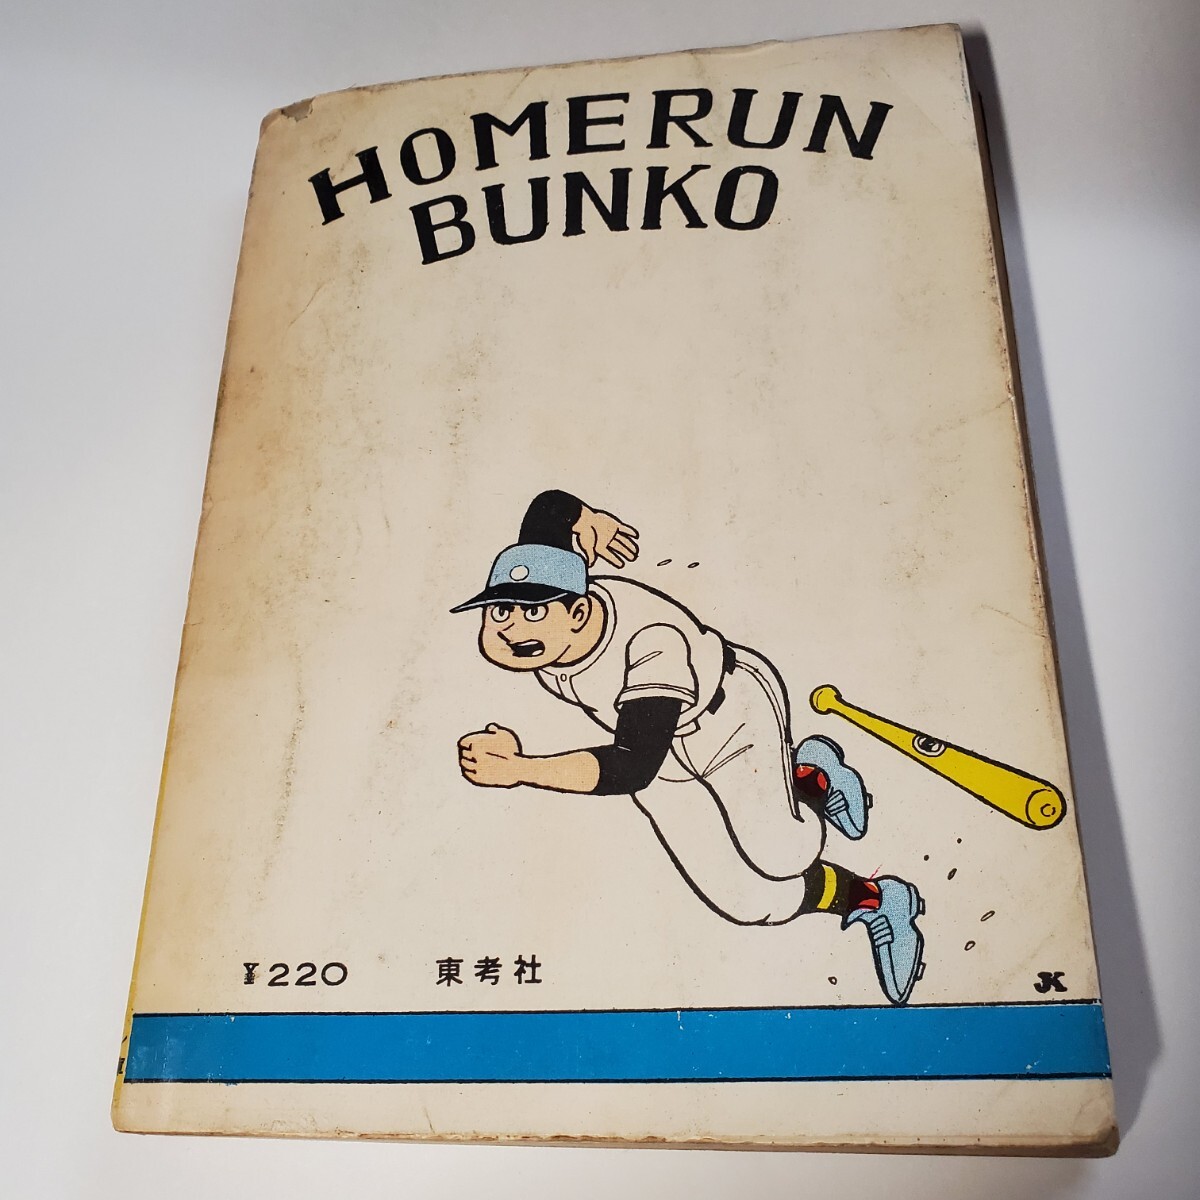 HOMERUN
BUNKO
¥220 東考社
JK